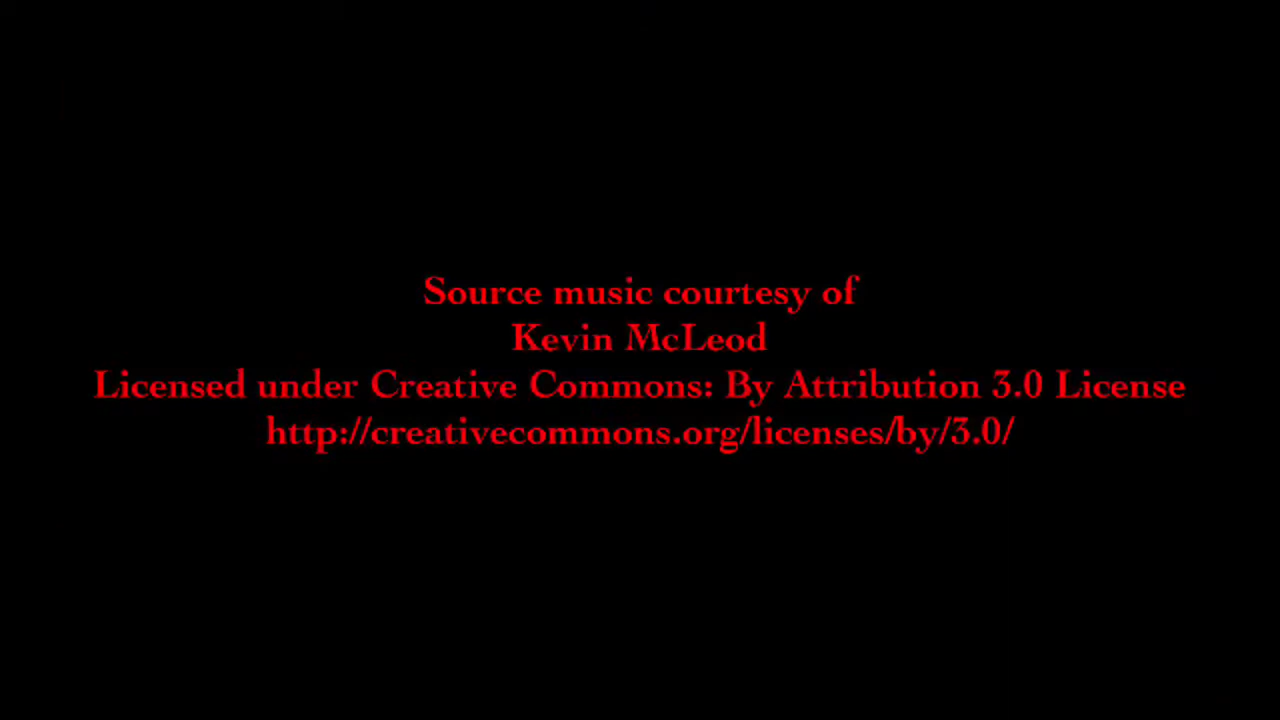 Source music courtesy of
Kevin McLeod
Licensed under Creative Commons: By Attribution 3.0 License
http://creativecommons.org/licenses/by/3.0/